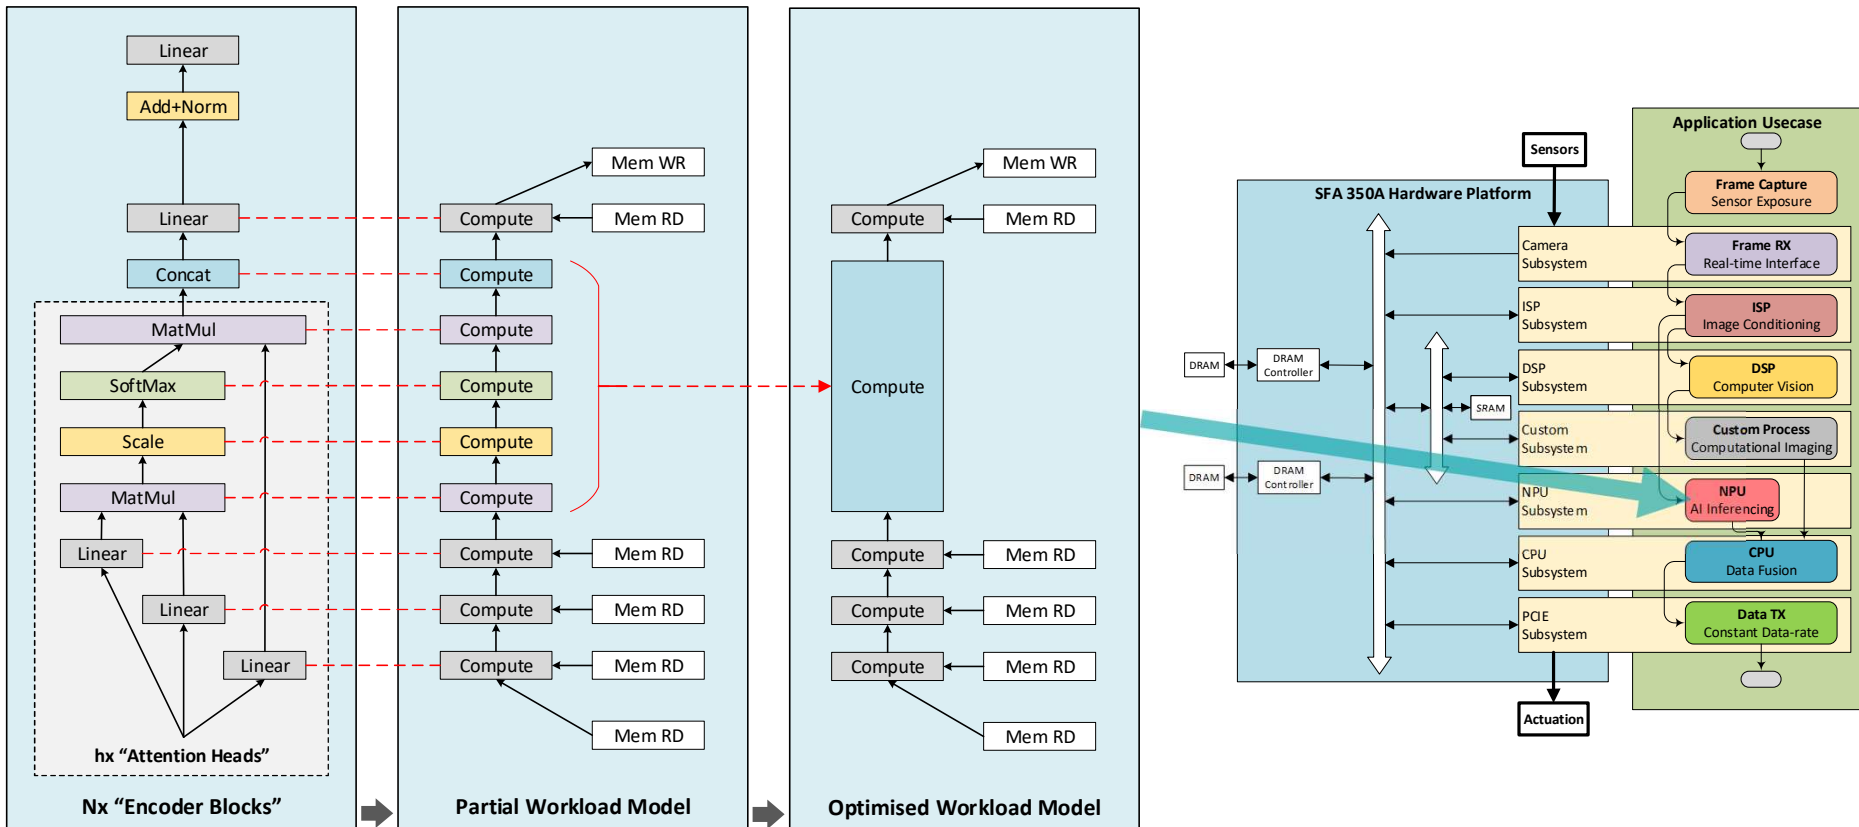 Linear
Add+Norm
Linear
Concat
MatMul
SoftMax
Scale
MatMul
Linear
Linear
Linear
hx “Attention Heads”
Nx “Encoder Blocks”
Mem WR
Compute
Mem RD
Compute
Compute
Compute
Compute
Compute
Compute
Mem RD
Compute
Mem RD
Compute
Mem RD
Mem RD
Partial Workload Model
Mem WR
Compute
Mem RD
Compute
Compute
Mem RD
Compute
Mem RD
Compute
Mem RD
Mem RD
Optimised Workload Model
Sensors
SFA 350A Hardware Platform
DRAM
DRAM
Controller
SRAM
DRAM
DRAM
Controller
Camera
Subsystem
ISP
Subsystem
DSP
Subsystem
Custom
Subsystem
NPU
Subsystem
CPU
Subsystem
PCIE
Subsystem
Actuation
Application Usecase
Frame Capture
Sensor Exposure
Frame RX
Real-time Interface
ISP
Image Conditioning
DSP
Computer Vision
Custom Process
Computational Imaging
NPU
AI Inferencing
CPU
Data Fusion
Data TX
Constant Data-rate